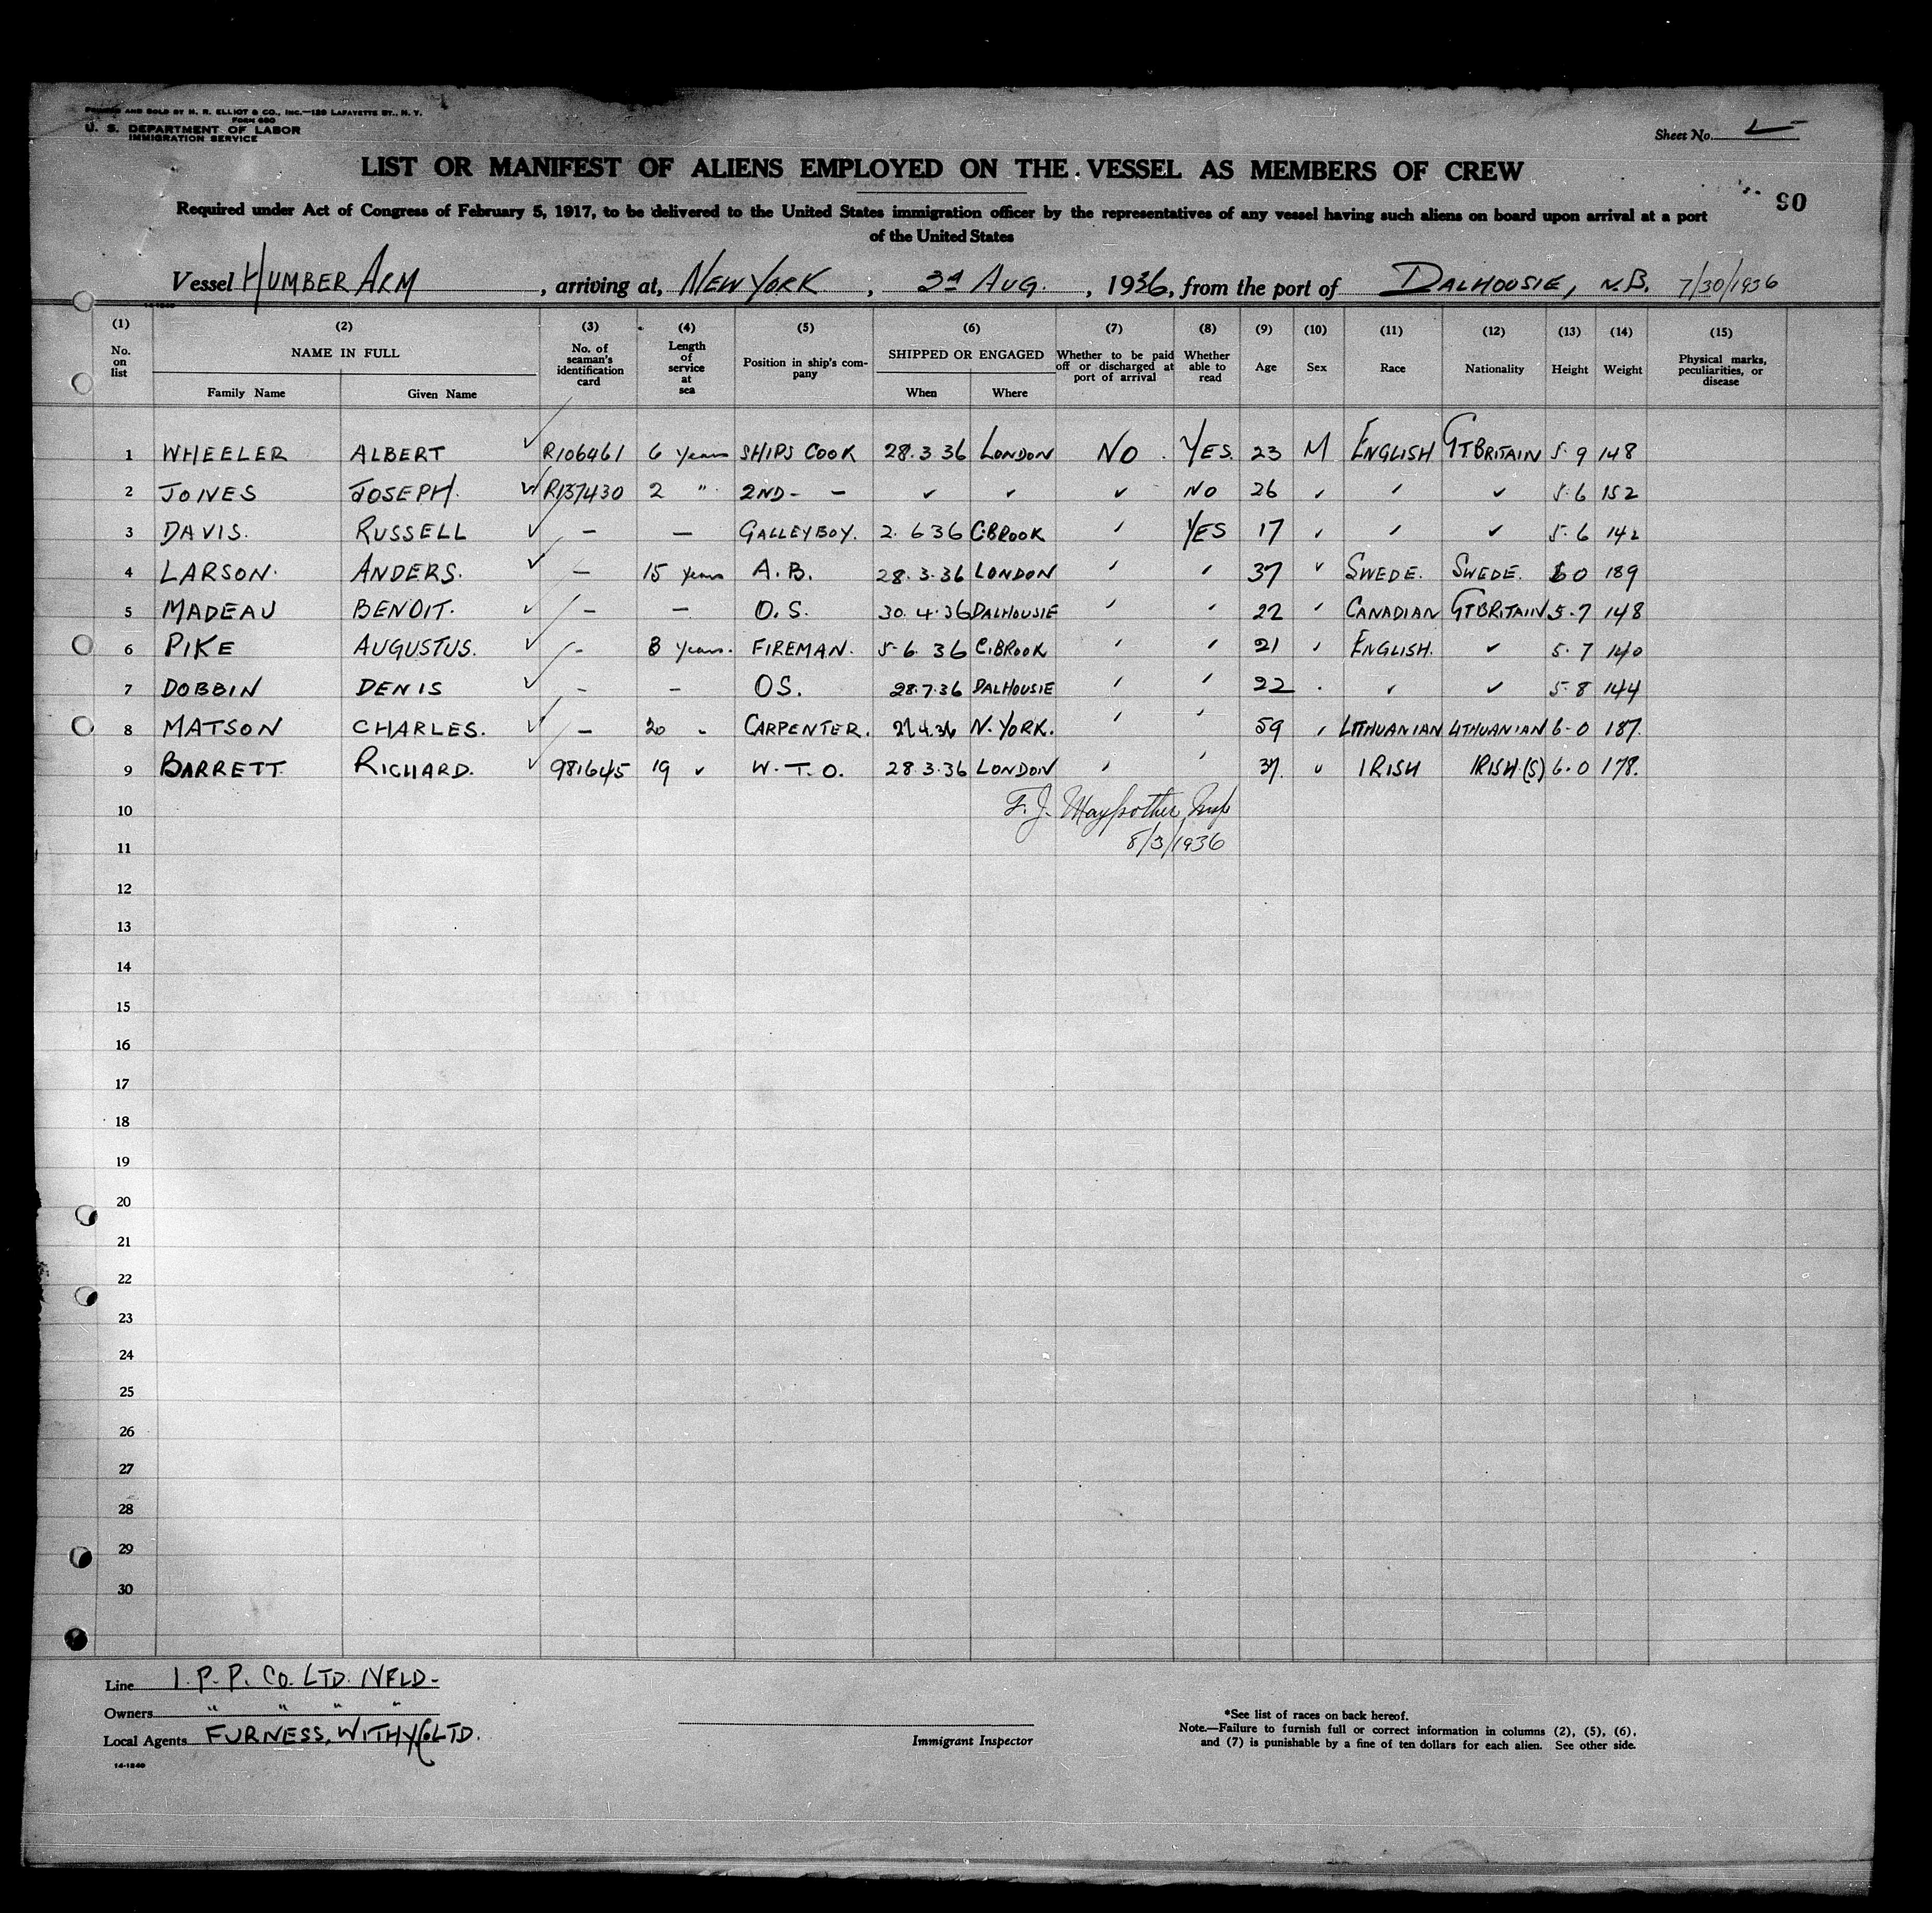 PRINTED AND SOLD BY H. R. ELLIOT & CO., INC.—120 LAFAYETTE ST., N. Y.
FORM 680
U. S. DEPARTMENT OF LABOR
IMMIGRATION SERVICE
Sheet No.
LIST OR MANIFEST OF ALIENS EMPLOYED ON THE VESSEL AS MEMBERS OF CREW
90
Required under Act of Congress of February 5, 1917, to be delivered to the United States immigration officer by the representatives of any vessel having such aliens on board upon arrival at a port
of the United States
Vessel HUMBER ARM, arriving at, NEW YORK, 3d AUG., 1936, from the port of DALHOOSIE, N.B. 7/30/1936
(1) (2) (3) (4) (5) (6) (7) (8) (9) (10) (11) (12) (13) (14) (15)
No. on list NAME IN FULL No. of seaman's identification card Length of service at sea Position in ship's company SHIPPED OR ENGAGED Whether to be paid off or discharged at port of arrival Whether able to read Age Sex Race Nationality Height Weight Physical marks, peculiarities, or disease
Family Name Given Name When Where
1 WHEELER ALBERT ✓ R106461 6 Years SHIPS COOK 28.3.36 LONDON NO. YES. 23 M ENGLISH GT BRITAIN 5-9 148
2 JONES JOSEPH. ✓ R137430 2 " 2ND - - ✓ ✓ ✓ NO 26 ✓ ✓ ✓ 5-6 152
3 DAVIS. RUSSELL ✓ - - GALLEYBOY. 2.6 36 C.BROOK ✓ YES 17 ✓ ✓ ✓ 5-6 142
4 LARSON. ANDERS. ✓ - 15 Years A.B. 28.3.36 LONDON ✓ ✓ 37 ✓ SWEDE. SWEDE. 6 0 189
5 MADEAU BENOIT. ✓ - - O.S. 30.4.36 DALHOUSIE ✓ ✓ 22 ✓ CANADIAN GT BRITAIN 5-7 148
6 PIKE AUGUSTUS. ✓ - 3 Years. FIREMAN. 5-6.36 C.BROOK ✓ ✓ 21 ✓ ENGLISH. ✓ 5.7 140
7 DOBBIN DENIS ✓ - - OS. 28.7.36 DALHOUSIE ✓ ✓ 22 . ✓ ✓ 5-8 144
8 MATSON CHARLES. ✓ - 20 - CARPENTER. N. YORK. ✓ ✓ 59 ✓ LITHUANIAN LITHUANIAN 6-0 187.
9 BARRETT. RICHARD. ✓ 981645 19 ✓ W.T.O. 28.3.36 LONDON ✓ ✓ 37. ✓ IRISH IRISH (S) 6.0 178.
10 F. J.
11 8/3/1936
12
13
14
15
16
17
18
19
20
21
22
23
24
25
26
27
28
29
30
Line I.P.P. CO. LTD. NFLD-
Owners " " " "
Local Agents FURNESS, WITHY Co LTD.
14-1240
Immigrant Inspector
*See list of races on back hereof.
Note.—Failure to furnish full or correct information in columns (2), (5), (6),
and (7) is punishable by a fine of ten dollars for each alien. See other side.